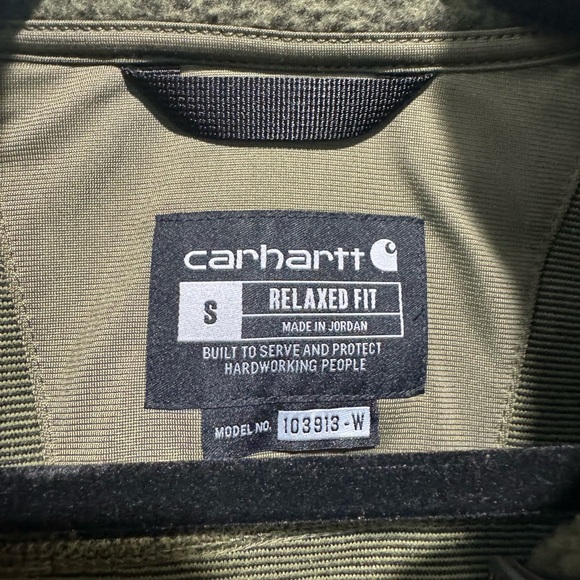 carhartt
S RELAXED FIT
MADE IN JORDAN
BUILT TO SERVE AND PROTECT
HARDWORKING PEOPLE
MODEL NO. 103913-W